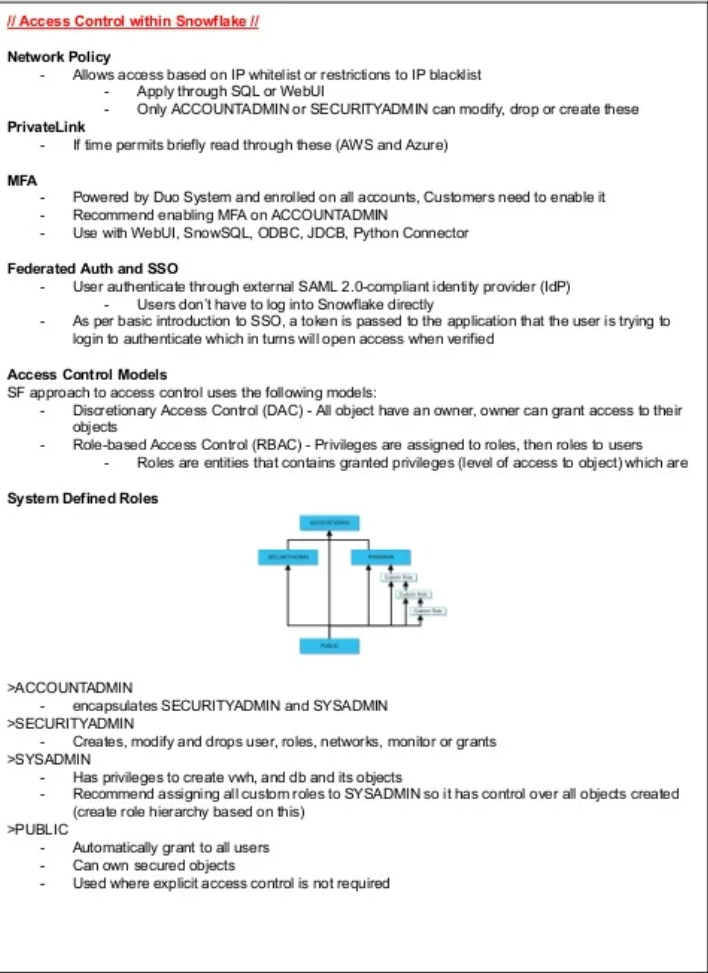 // Access Control within Snowflake //
Network Policy
- Allows access based on IP whitelist or restrictions to IP blacklist
- Apply through SQL or WebUI
- Only ACCOUNTADMIN or SECURITYADMIN can modify, drop or create these
PrivateLink
- If time permits briefly read through these (AWS and Azure)
MFA
- Powered by Duo System and enrolled on all accounts, Customers need to enable it
- Recommend enabling MFA on ACCOUNTADMIN
- Use with WebUI, SnowSQL, ODBC, JDCB, Python Connector
Federated Auth and SSO
- User authenticate through external SAML 2.0-compliant identity provider (IdP)
- Users don't have to log into Snowflake directly
- As per basic introduction to SSO, a token is passed to the application that the user is trying to
login to authenticate which in turns will open access when verified
Access Control Models
SF approach to access control uses the following models:
- Discretionary Access Control (DAC) - All object have an owner, owner can grant access to their
objects
- Role-based Access Control (RBAC) - Privileges are assigned to roles, then roles to users
- Roles are entities that contains granted privileges (level of access to object) which are
System Defined Roles
ACCOUNTADMIN
SECURITYADMIN SYSADMIN
Custom Role
Custom Role
Custom Role
PUBLIC
>ACCOUNTADMIN
- encapsulates SECURITYADMIN and SYSADMIN
>SECURITYADMIN
- Creates, modify and drops user, roles, networks, monitor or grants
>SYSADMIN
- Has privileges to create vwh, and db and its objects
- Recommend assigning all custom roles to SYSADMIN so it has control over all objects created
(create role hierarchy based on this)
>PUBLIC
- Automatically grant to all users
- Can own secured objects
- Used where explicit access control is not required